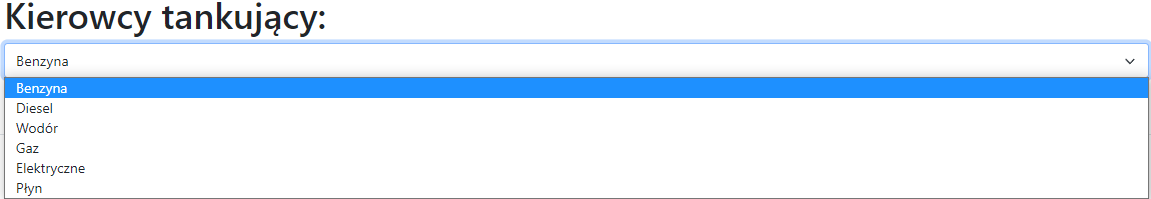 Kierowcy tankujący:
Benzyna
Benzyna
Diesel
Wodór
Gaz
Elektryczne
Płyn